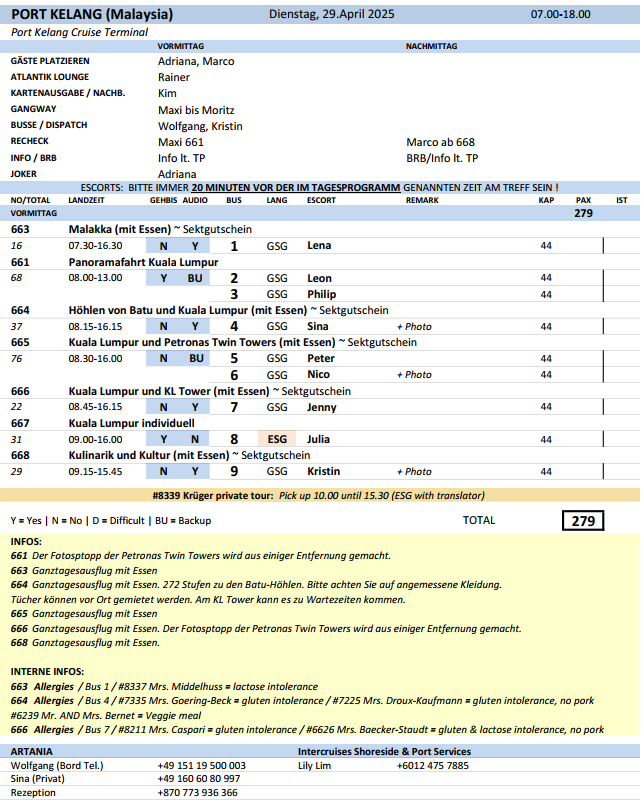 PORT KELANG (Malaysia) Dienstag, 29.April 2025 07.00-18.00
Port Kelang Cruise Terminal
VORMITTAG NACHMITTAG
GÄSTE PLATZIEREN Adriana, Marco
ATLANTIK LOUNGE Rainer
KARTENAUSGABE / NACHB. Kim
GANGWAY Maxi bis Moritz
BUSSE / DISPATCH Wolfgang, Kristin
RECHECK Maxi 661 Marco ab 668
INFO / BRB Info lt. TP BRB/Info lt. TP
JOKER Adriana
ESCORTS: BITTE IMMER 20 MINUTEN VOR DER IM TAGESPROGRAMM GENANNTEN ZEIT AM TREFF SEIN !
NO/TOTAL LANDZEIT GEHBIS AUDIO BUS LANG ESCORT REMARK KAP PAX IST
VORMITTAG 279
663 Malakka (mit Essen) ~ Sektgutschein
16 07.30-16.30 N Y 1 GSG Lena 44
661 Panoramafahrt Kuala Lumpur
68 08.00-13.00 Y BU 2 GSG Leon 44
3 GSG Philip 44
664 Höhlen von Batu und Kuala Lumpur (mit Essen) ~ Sektgutschein
37 08.15-16.15 N Y 4 GSG Sina + Photo 44
665 Kuala Lumpur und Petronas Twin Towers (mit Essen) ~ Sektgutschein
76 08.30-16.00 N BU 5 GSG Peter 44
6 GSG Nico + Photo 44
666 Kuala Lumpur und KL Tower (mit Essen) ~ Sektgutschein
22 08.45-16.15 N Y 7 GSG Jenny 44
667 Kuala Lumpur individuell
31 09.00-16.00 Y N 8 ESG Julia 44
668 Kulinarik und Kultur (mit Essen) ~ Sektgutschein
29 09.15-15.45 N Y 9 GSG Kristin + Photo 44
#8339 Krüger private tour: Pick up 10.00 until 15.30 (ESG with translator)
Y = Yes | N = No | D = Difficult | BU = Backup TOTAL 279
INFOS:
661 Der Fotosptopp der Petronas Twin Towers wird aus einiger Entfernung gemacht.
663 Ganztagesausflug mit Essen
664 Ganztagesausflug mit Essen. 272 Stufen zu den Batu-Höhlen. Bitte achten Sie auf angemessene Kleidung.
Tücher können vor Ort gemietet werden. Am KL Tower kann es zu Wartezeiten kommen.
665 Ganztagesausflug mit Essen
666 Ganztagesausflug mit Essen. Der Fotosptopp der Petronas Twin Towers wird aus einiger Entfernung gemacht.
668 Ganztagesausflug mit Essen.
INTERNE INFOS:
663 Allergies / Bus 1 / #8337 Mrs. Middelhuss = lactose intolerance
664 Allergies / Bus 4 / #7335 Mrs. Goering-Beck = gluten intolerance / #7225 Mrs. Droux-Kaufmann = gluten intolerance, no pork
#6239 Mr. AND Mrs. Bernet = Veggie meal
666 Allergies / Bus 7 / #8211 Mrs. Caspari = gluten intolerance / #6626 Mrs. Baecker-Staudt = gluten & lactose intolerance, no pork
ARTANIA Intercruises Shoreside & Port Services
Wolfgang (Bord Tel.) +49 151 19 500 003 Lily Lim +6012 475 7885
Sina (Privat) +49 160 60 80 997
Rezeption +870 773 936 366